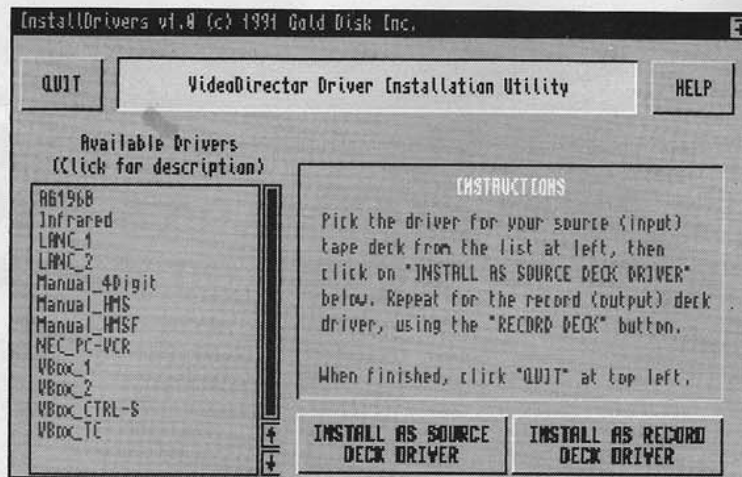 InstallDrivers v1.0 (c) 1991 Gold Disk Inc.
QUIT
VideoDirector Driver Installation Utility
HELP
Available Drivers
(Click for description)
AG1960
Infrared
LANC_1
LANC_2
Manual_4Digit
Manual_HMS
Manual_HMSF
NEC_PC-VCR
VBox_1
VBox_2
VBox_CTRL-S
VBox_TC
INSTRUCTIONS
Pick the driver for your source (input)
tape deck from the list at left, then
click on "INSTALL AS SOURCE DECK DRIVER"
below. Repeat for the record (output) deck
driver, using the "RECORD DECK" button.
When finished, click "QUIT" at top left.
INSTALL AS SOURCE
DECK DRIVER
INSTALL AS RECORD
DECK DRIVER